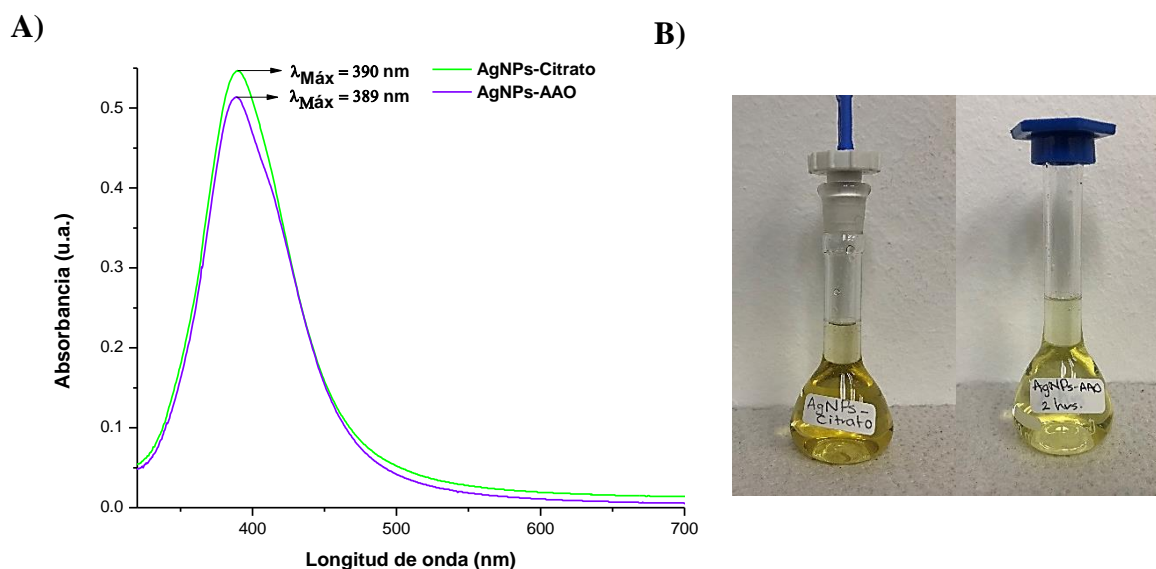 A)
B)
λMáx = 390 nm
AgNPs-Citrato
λMáx = 389 nm
AgNPs-AAO
0.5
0.4
0.3
0.2
0.1
0.0
Absorbancia (u.a.)
400
500
600
700
Longitud de onda (nm)
AgNPs-
Citrato
AgNPs-AAO
2 hrs.